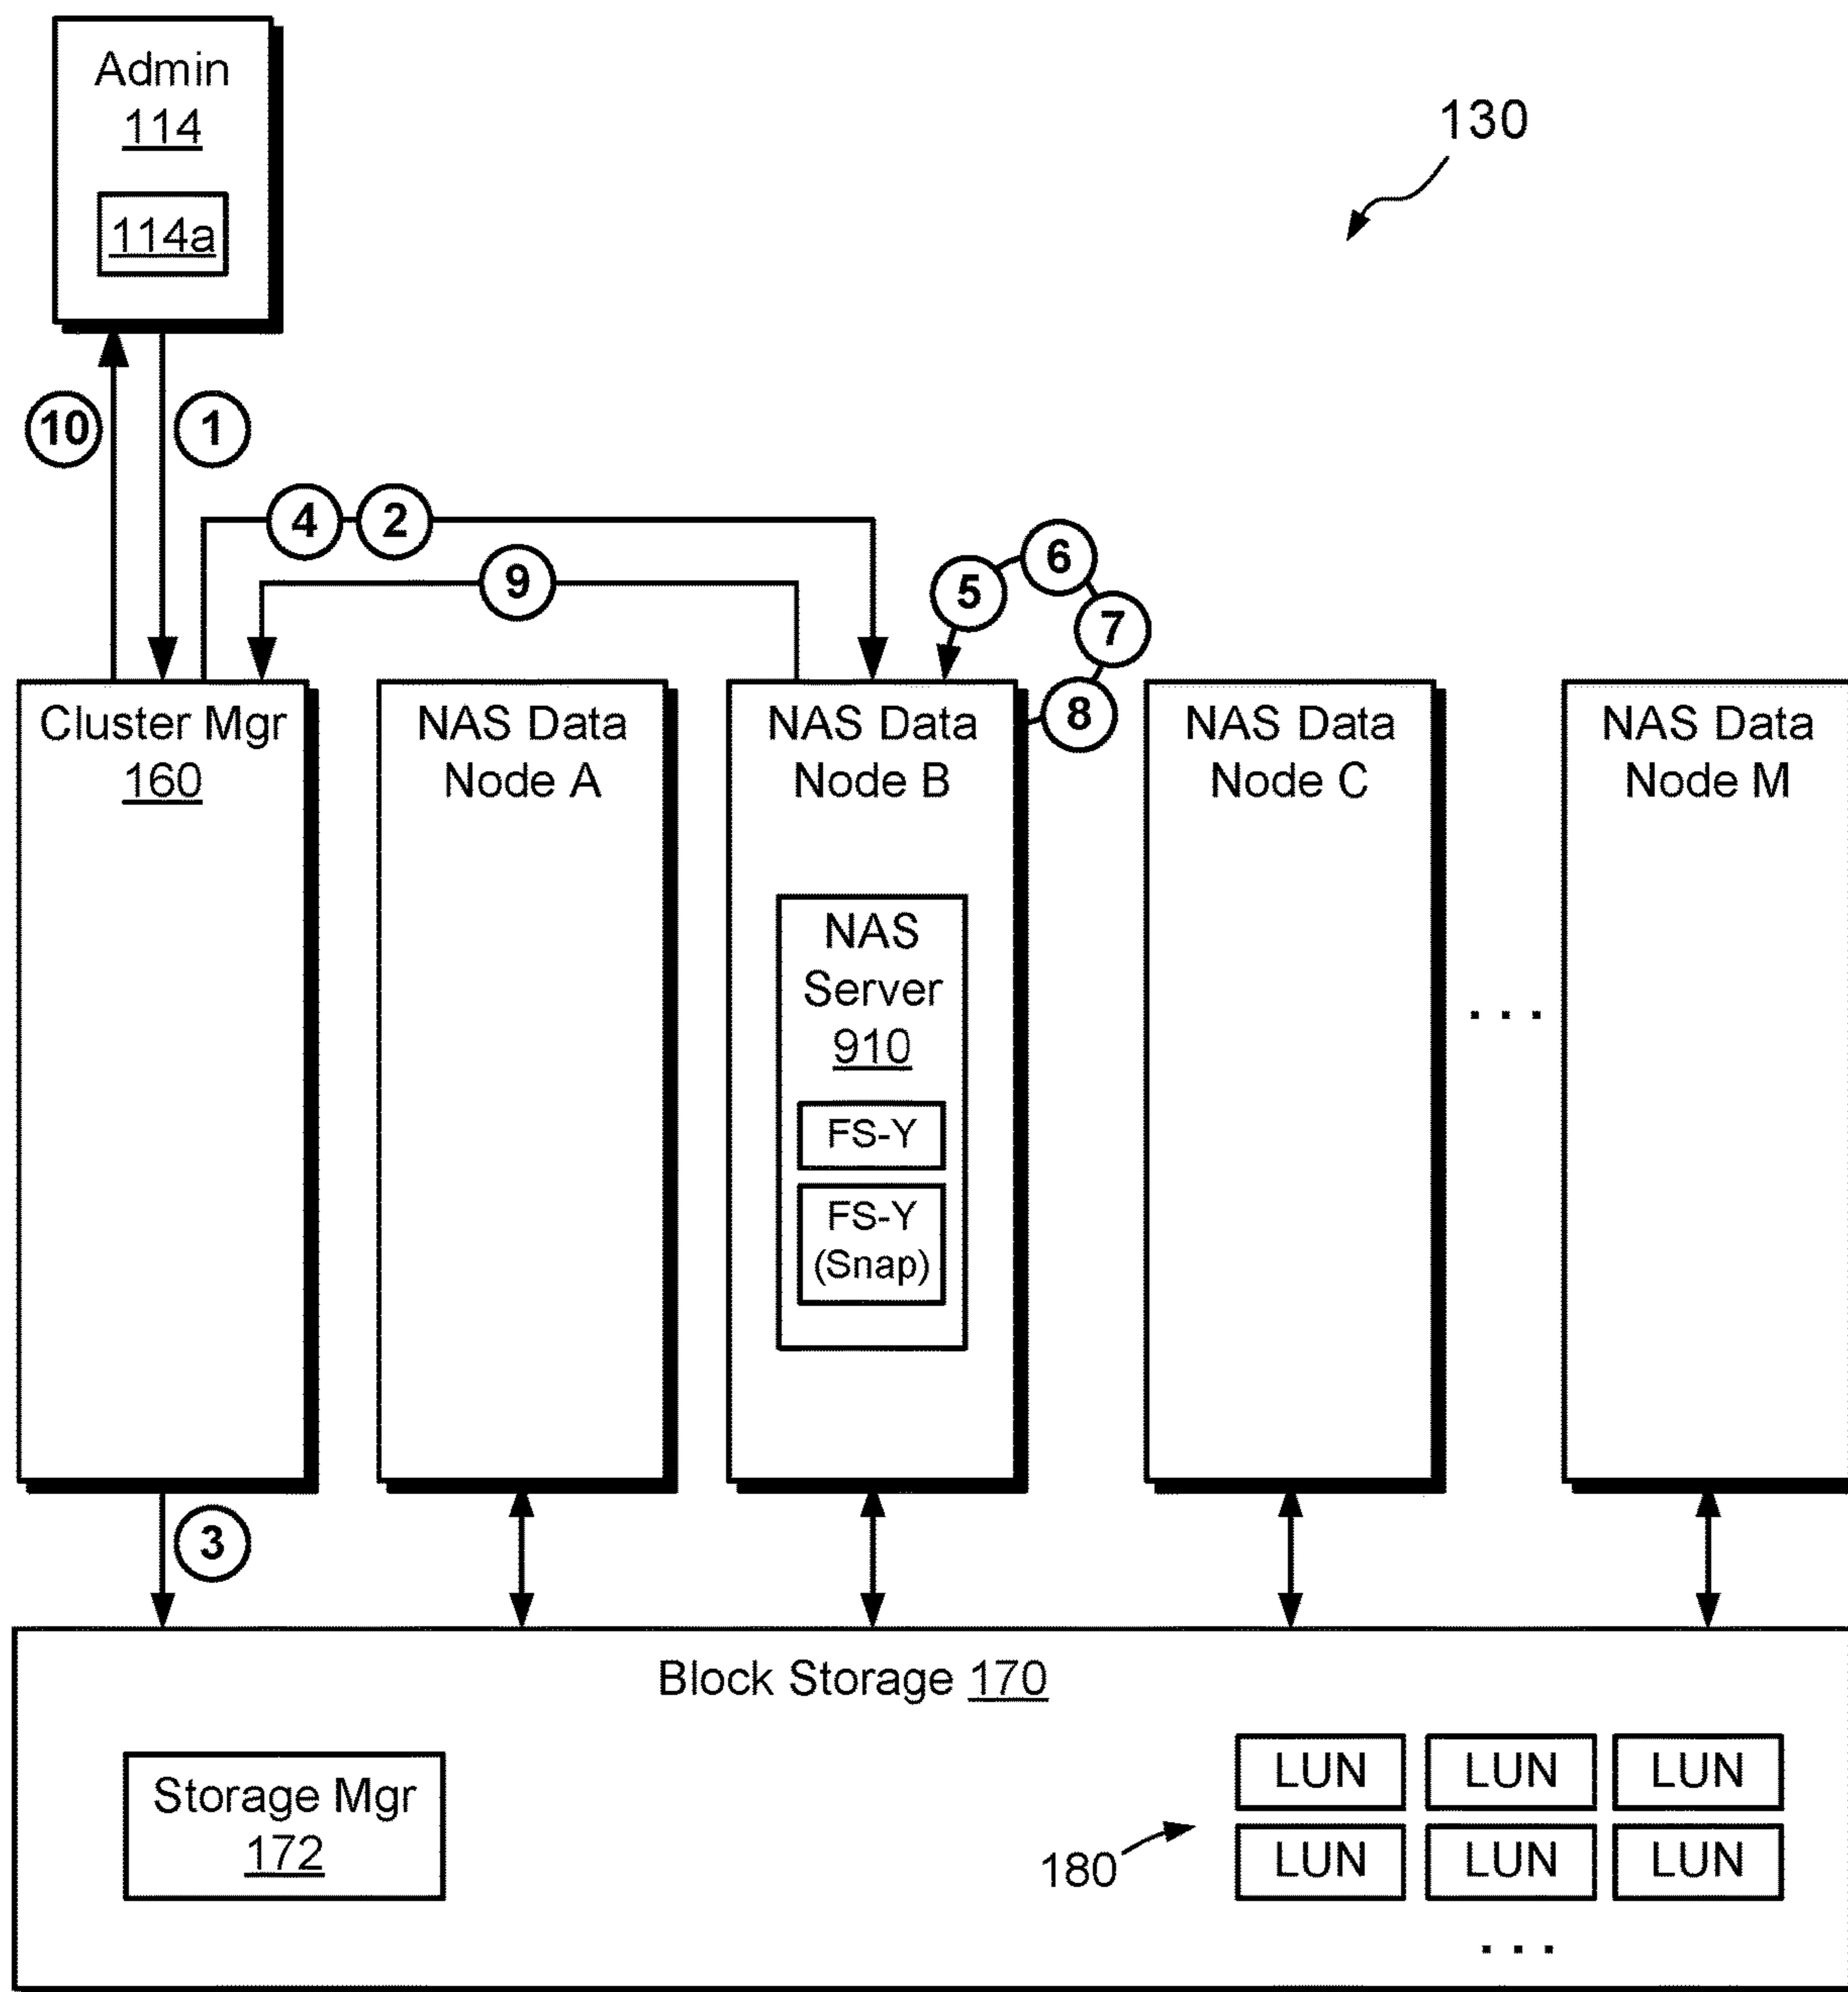 Admin
114
114a
130
10
1
4
2
9
5
6
7
8
Cluster Mgr
160
NAS Data
Node A
NAS Data
Node B
NAS
Server
910
FS-Y
FS-Y
(Snap)
NAS Data
Node C
. . .
NAS Data
Node M
3
Block Storage 170
Storage Mgr
172
180
LUN LUN LUN
LUN LUN LUN
. . .